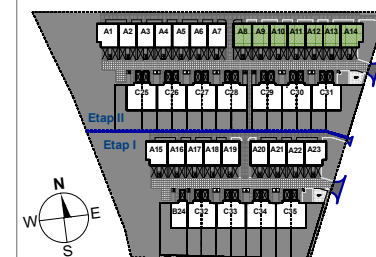 A1 A2 A3 A4 A5 A6 A7 A8 A9 A10 A11 A12 A13 A14
C25 C26 C27 C28 C29 C30 C31
Etap II
Etap I
A15 A16 A17 A18 A19 A20 A21 A22 A23
B24 C32 C33 C34 C35
N
W E
S